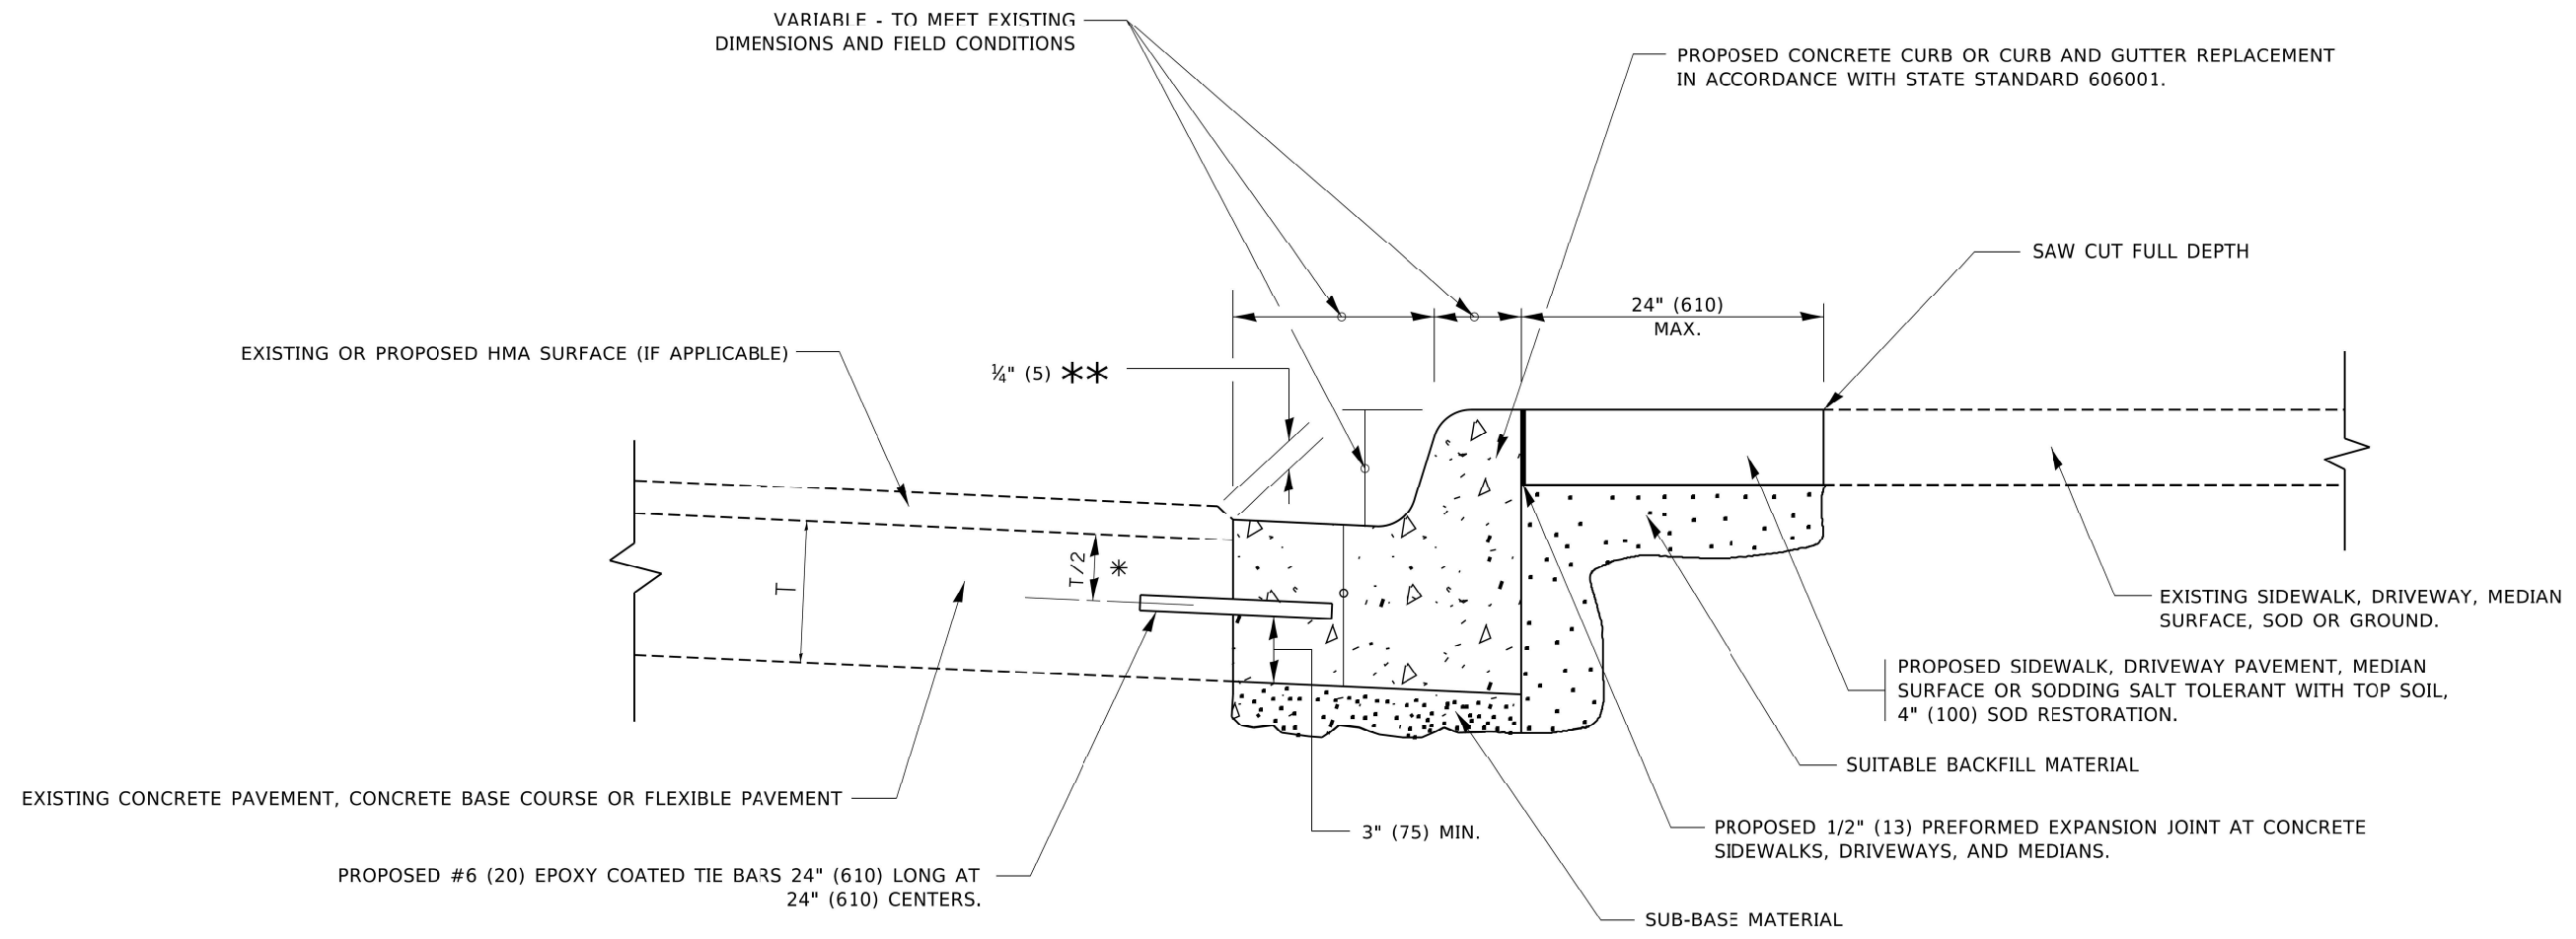 VARIABLE - TO MEET EXISTING
DIMENSIONS AND FIELD CONDITIONS
PROPOSED CONCRETE CURB OR CURB AND GUTTER REPLACEMENT
IN ACCORDANCE WITH STATE STANDARD 606001.
SAW CUT FULL DEPTH
24" (610)
MAX.
EXISTING OR PROPOSED HMA SURFACE (IF APPLICABLE)
¼" (5) **
T
T/2
*
EXISTING SIDEWALK, DRIVEWAY, MEDIAN
SURFACE, SOD OR GROUND.
PROPOSED SIDEWALK, DRIVEWAY PAVEMENT, MEDIAN
SURFACE OR SODDING SALT TOLERANT WITH TOP SOIL,
4" (100) SOD RESTORATION.
SUITABLE BACKFILL MATERIAL
EXISTING CONCRETE PAVEMENT, CONCRETE BASE COURSE OR FLEXIBLE PAVEMENT
3" (75) MIN.
PROPOSED 1/2" (13) PREFORMED EXPANSION JOINT AT CONCRETE
SIDEWALKS, DRIVEWAYS, AND MEDIANS.
PROPOSED #6 (20) EPOXY COATED TIE BARS 24" (610) LONG AT
24" (610) CENTERS.
SUB-BASE MATERIAL